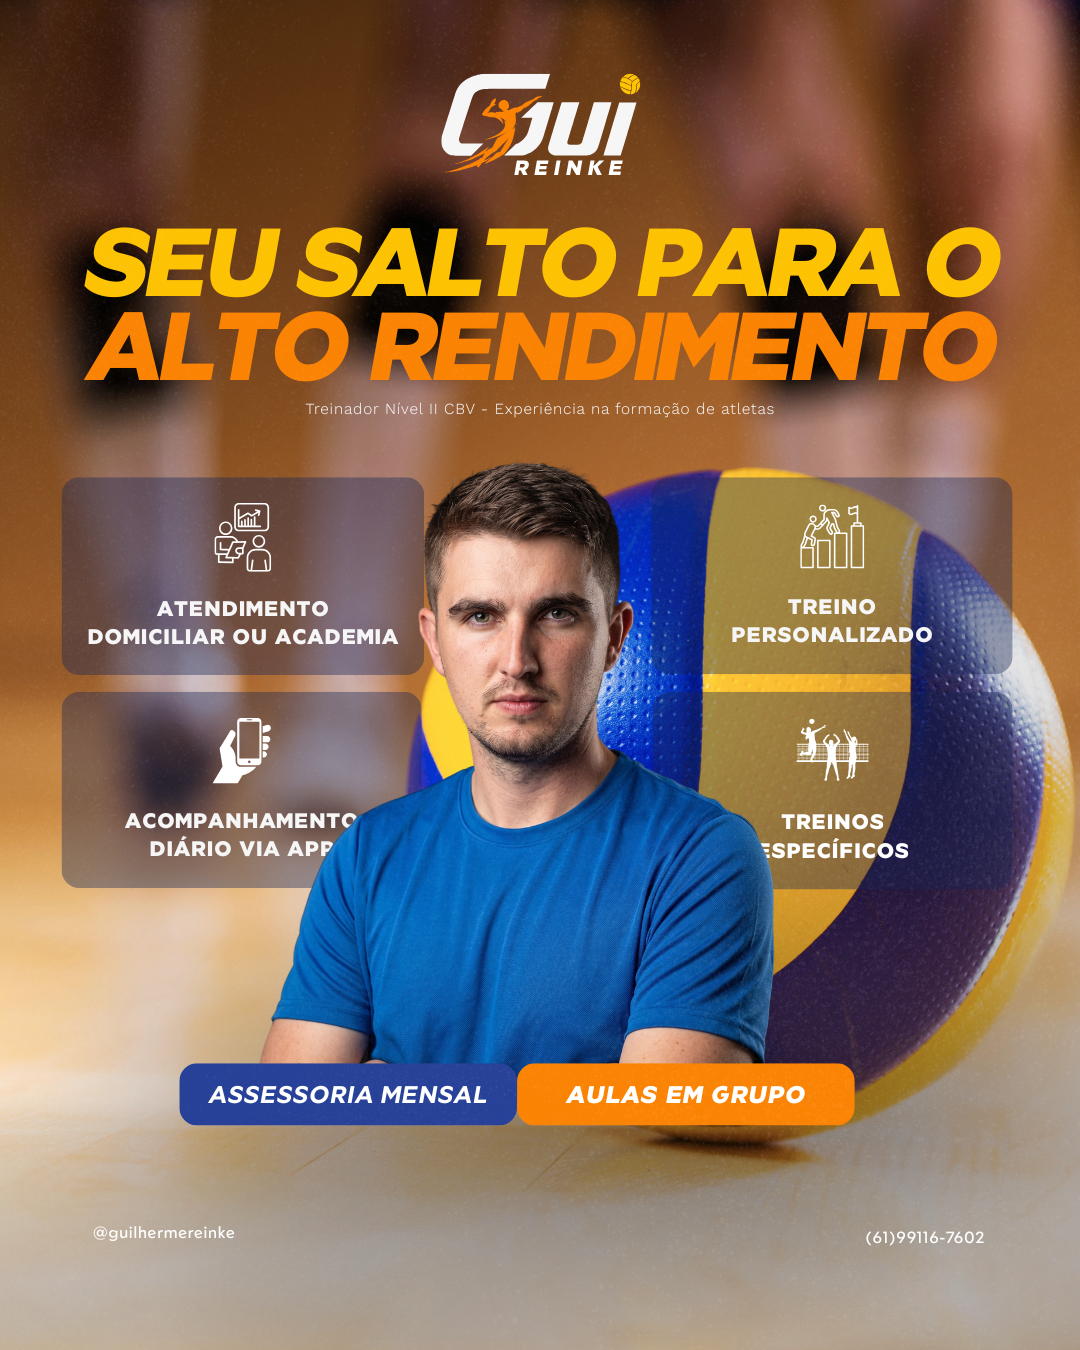 Gui
REINKE
SEU SALTO PARA O
ALTO RENDIMENTO
Treinador Nível II CBV - Experiência na formação de atletas
ATENDIMENTO
DOMICILIAR OU ACADEMIA
TREINO
PERSONALIZADO
ACOMPANHAMENTO
DIÁRIO VIA APP
TREINOS
ESPECÍFICOS
ASSESSORIA MENSAL
AULAS EM GRUPO
@guilhermereinke
(61)99116-7602